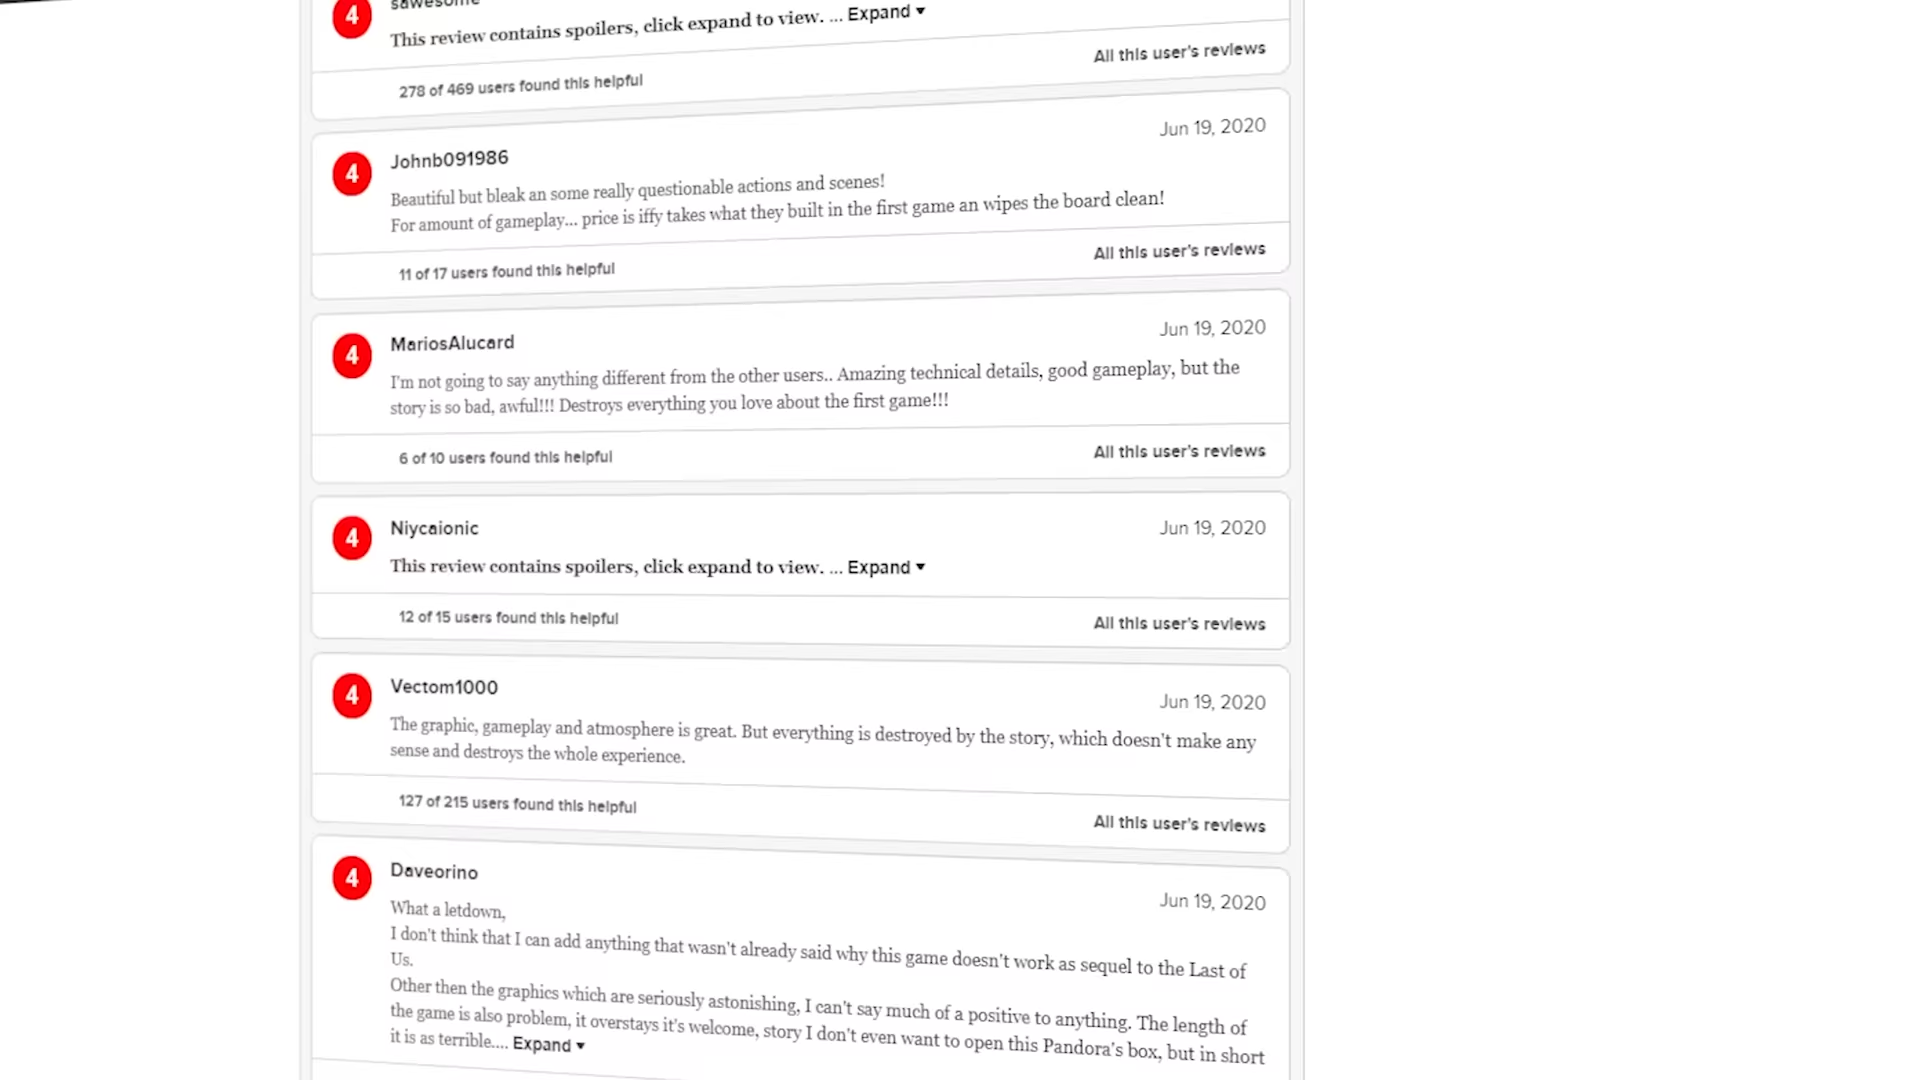 4
sawesome
This review contains spoilers, click expand to view. ... Expand ▾
278 of 469 users found this helpful
All this user's reviews
4
Johnb091986
Jun 19, 2020
Beautiful but bleak an some really questionable actions and scenes!
For amount of gameplay... price is iffy takes what they built in the first game an wipes the board clean!
11 of 17 users found this helpful
All this user's reviews
4
MariosAlucard
Jun 19, 2020
I'm not going to say anything different from the other users.. Amazing technical details, good gameplay, but the
story is so bad, awful!!! Destroys everything you love about the first game!!!
6 of 10 users found this helpful
All this user's reviews
4
Niycaionic
Jun 19, 2020
This review contains spoilers, click expand to view. ... Expand ▾
12 of 15 users found this helpful
All this user's reviews
4
Vectom1000
Jun 19, 2020
The graphic, gameplay and atmosphere is great. But everything is destroyed by the story, which doesn't make any
sense and destroys the whole experience.
127 of 215 users found this helpful
All this user's reviews
4
Daveorino
Jun 19, 2020
What a letdown,
I don't think that I can add anything that wasn't already said why this game doesn't work as sequel to the Last of
Us.
Other then the graphics which are seriously astonishing, I can't say much of a positive to anything. The length of
the game is also problem, it overstays it's welcome, story I don't even want to open this Pandora's box, but in short
it is as terrible.... Expand ▾